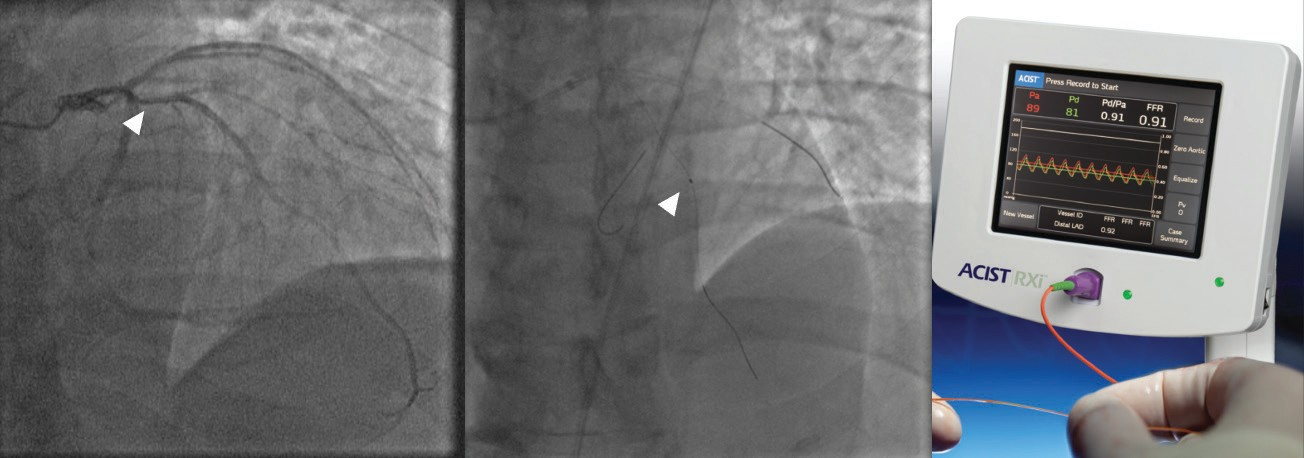 ACIST Press Record to Start
Pa Pd Pd/Pa FFR
89 81 0.91 0.91
Record
Zero Aortic
Equalize
Pv
0
New Vessel
Vessel ID FFR FFR FFR
Distal LAD 0.92
Case
Summary
ACIST RXi